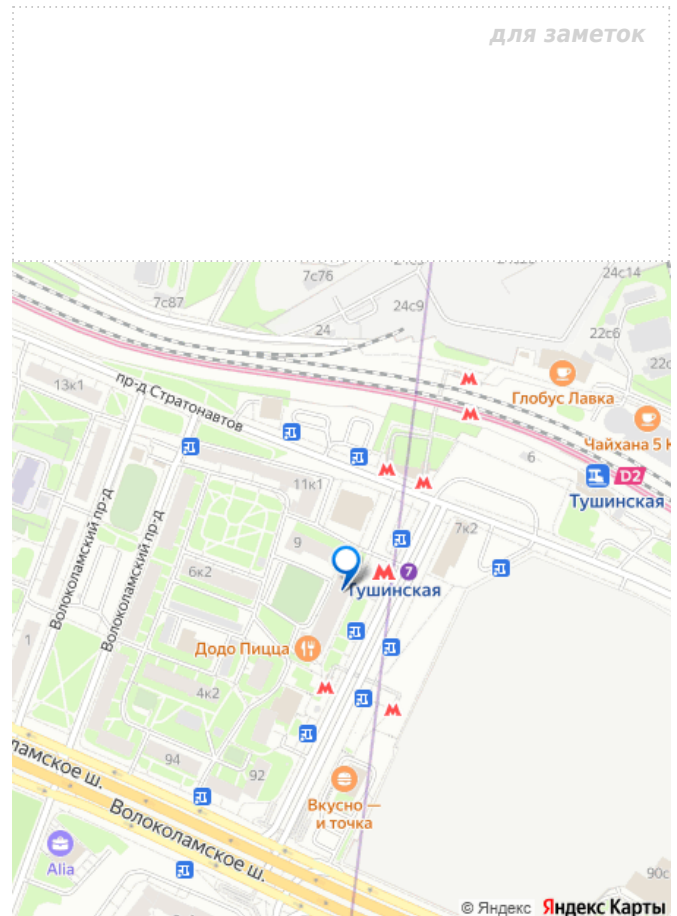 для заметок
7с76
24с14
7с87
24с9
24
22с6
13к1
пр-д Стратонавтов
Глобус Лавка
Чайхана 5 К
6
D2
Тушинская
11к1
7к2
Волоколамский пр-д
Волоколамский пр-д
9
6к2
7
Тушинская
1
Додо Пицца
4к2
94
92
Вкусно —
и точка
Волоколамское ш.
Alia
90с
© Яндекс Яндекс Карты